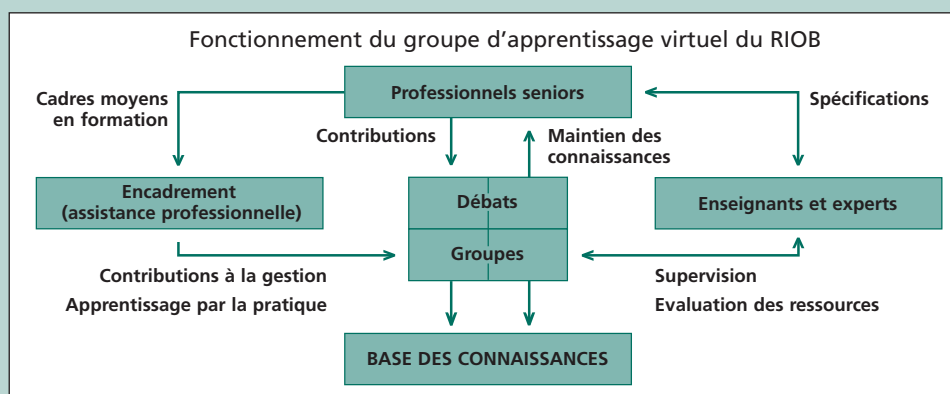 Fonctionnement du groupe d'apprentissage virtuel du RIOB
Cadres moyens
en formation
Professionnels seniors
Spécifications
Contributions
Maintien des
connaissances
Encadrement
(assistance professionnelle)
Débats
Groupes
Enseignants et experts
Contributions à la gestion
Apprentissage par la pratique
Supervision
Evaluation des ressources
BASE DES CONNAISSANCES